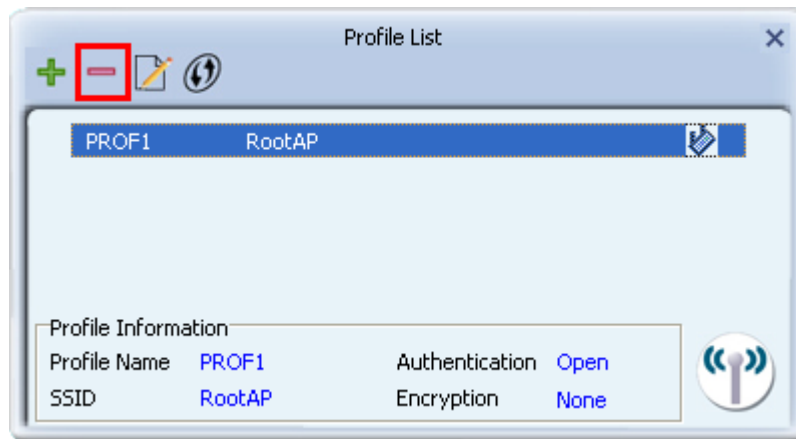 Profile List
PROF1 RootAP
Profile Information
Profile Name PROF1 Authentication Open
SSID RootAP Encryption None